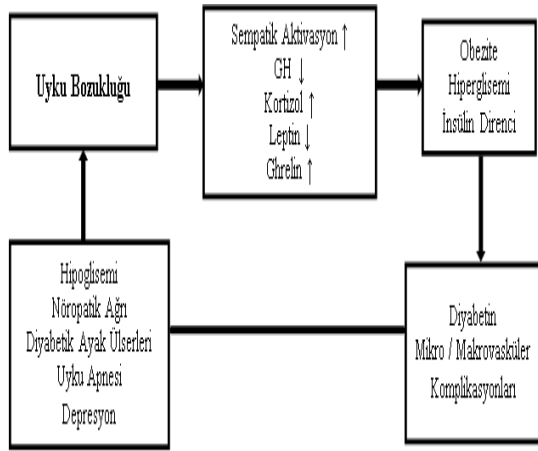 Uyku Bozukluğu
Sempatik Aktivasyon ↑
GH ↓
Kortizol ↑
Leptin ↓
Ghrelin ↑
Obezite
Hiperglisemi
İnsülin Direnci
Diyabetin
Mikro / Makrovasküler
Komplikasyonları
Hipoglisemi
Nöropatik Ağrı
Diyabetik Ayak Ülserleri
Uyku Apnesi
Depresyon